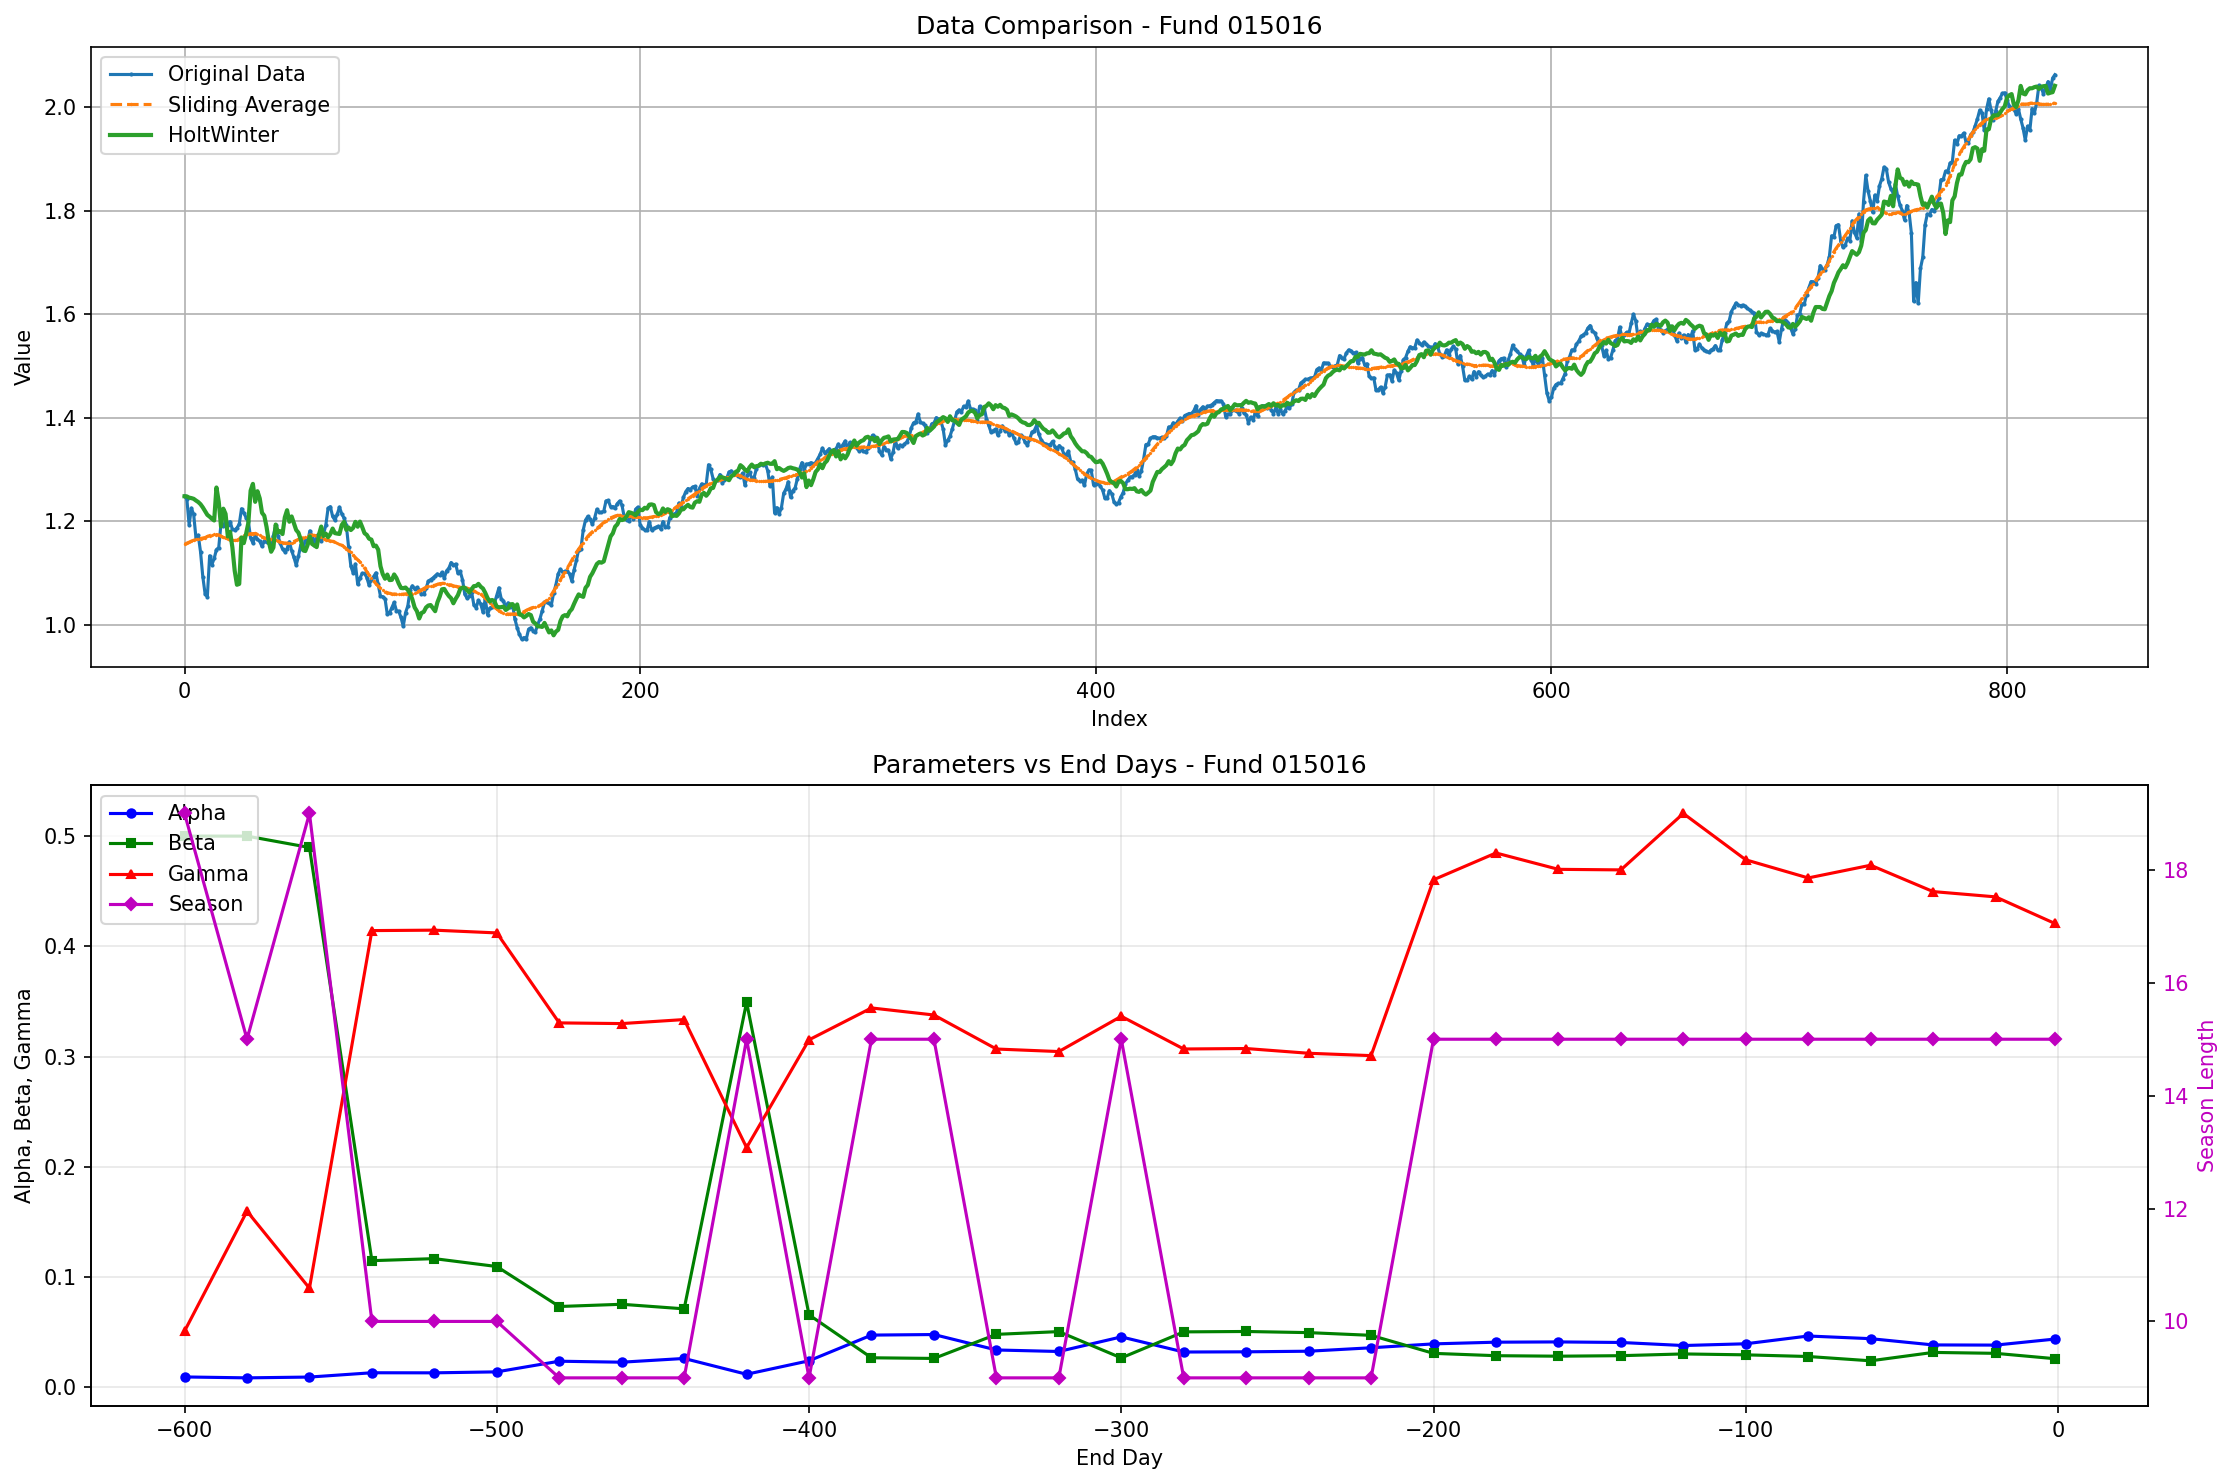 Data Comparison - Fund 015016
Original Data
Sliding Average
HoltWinter
Value
2.0
1.8
1.6
1.4
1.2
1.0
0
200
400
600
800
Index
Parameters vs End Days - Fund 015016
Alpha
Beta
Gamma
Season
Alpha, Beta, Gamma
0.5
0.4
0.3
0.2
0.1
0.0
18
16
14
12
10
Season Length
−600
−500
−400
−300
−200
−100
0
End Day